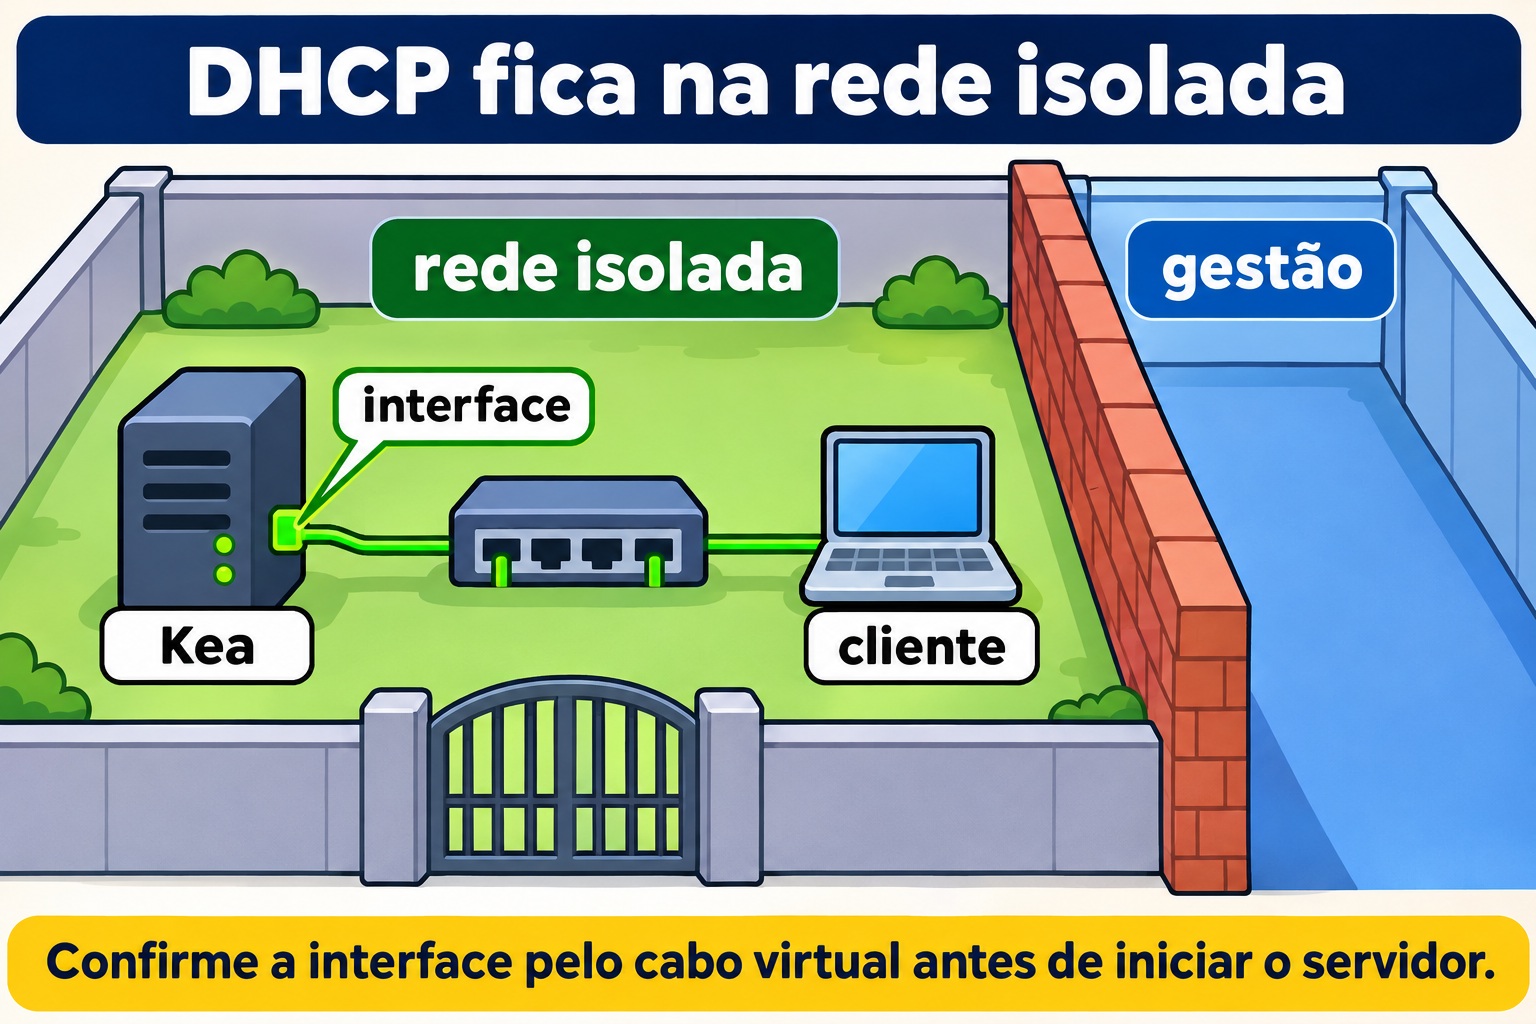 DHCP fica na rede isolada
rede isolada
gestão
interface
Kea
cliente
Confirme a interface pelo cabo virtual antes de iniciar o servidor.